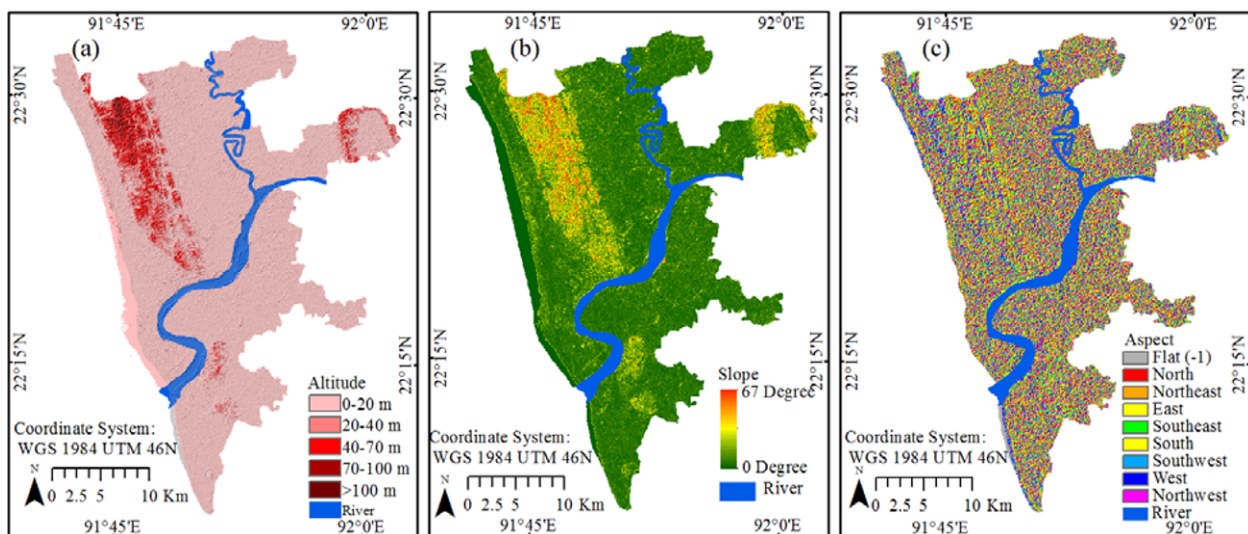 91°45'E
92°0'E
(a)
22°30'N
22°30'N
22°15'N
22°15'N
Altitude
0-20 m
20-40 m
40-70 m
70-100 m
>100 m
River
Coordinate System:
WGS 1984 UTM 46N
N
0 2.5 5 10 Km
91°45'E
92°0'E
91°45'E
92°0'E
(b)
22°30'N
22°30'N
22°15'N
22°15'N
Slope
67 Degree
0 Degree
River
Coordinate System:
WGS 1984 UTM 46N
N
0 2.5 5 10 Km
91°45'E
92°0'E
91°45'E
92°0'E
(c)
22°30'N
22°30'N
22°15'N
22°15'N
Aspect
Flat (-1)
North
Northeast
East
Southeast
South
Southwest
West
Northwest
River
Coordinate System:
WGS 1984 UTM 46N
N
0 2.5 5 10 Km
91°45'E
92°0'E